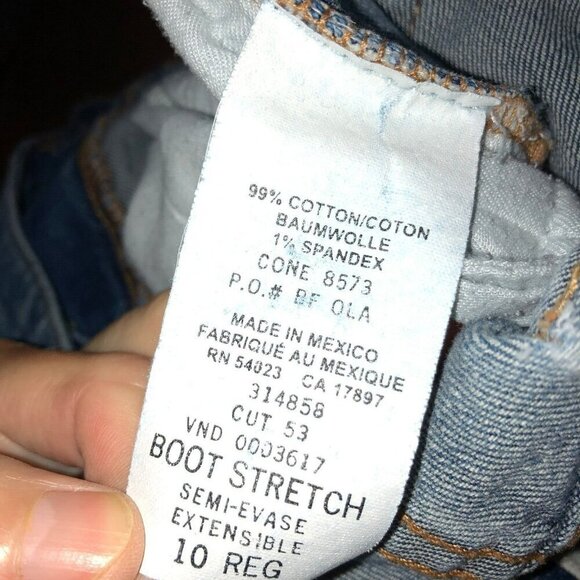 99% COTTON/COTON
BAUMWOLLE
1% SPANDEX
CONE 8573
P.O.# BF OLA
MADE IN MEXICO
FABRIQUÉ AU MEXIQUE
RN 54023 CA 17897
314858
CUT 53
VND 0003617
BOOT STRETCH
SEMI-EVASE
EXTENSIBLE
10 REG